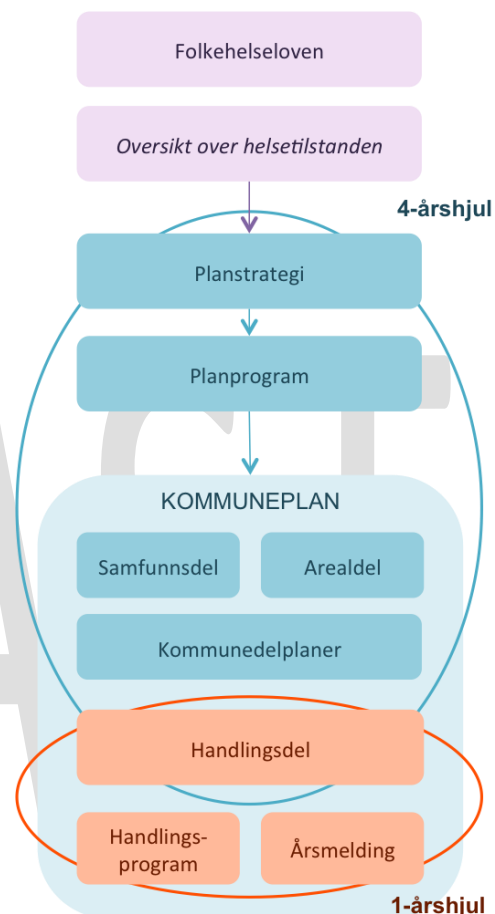 Folkehelseloven
Oversikt over helsetilstanden
4-årshjul
Planstrategi
Planprogram
KOMMUNEPLAN
Samfunnsdel
Arealdel
Kommunedelplaner
Handlingsdel
Handlings-
program
Årsmelding
1-årshjul